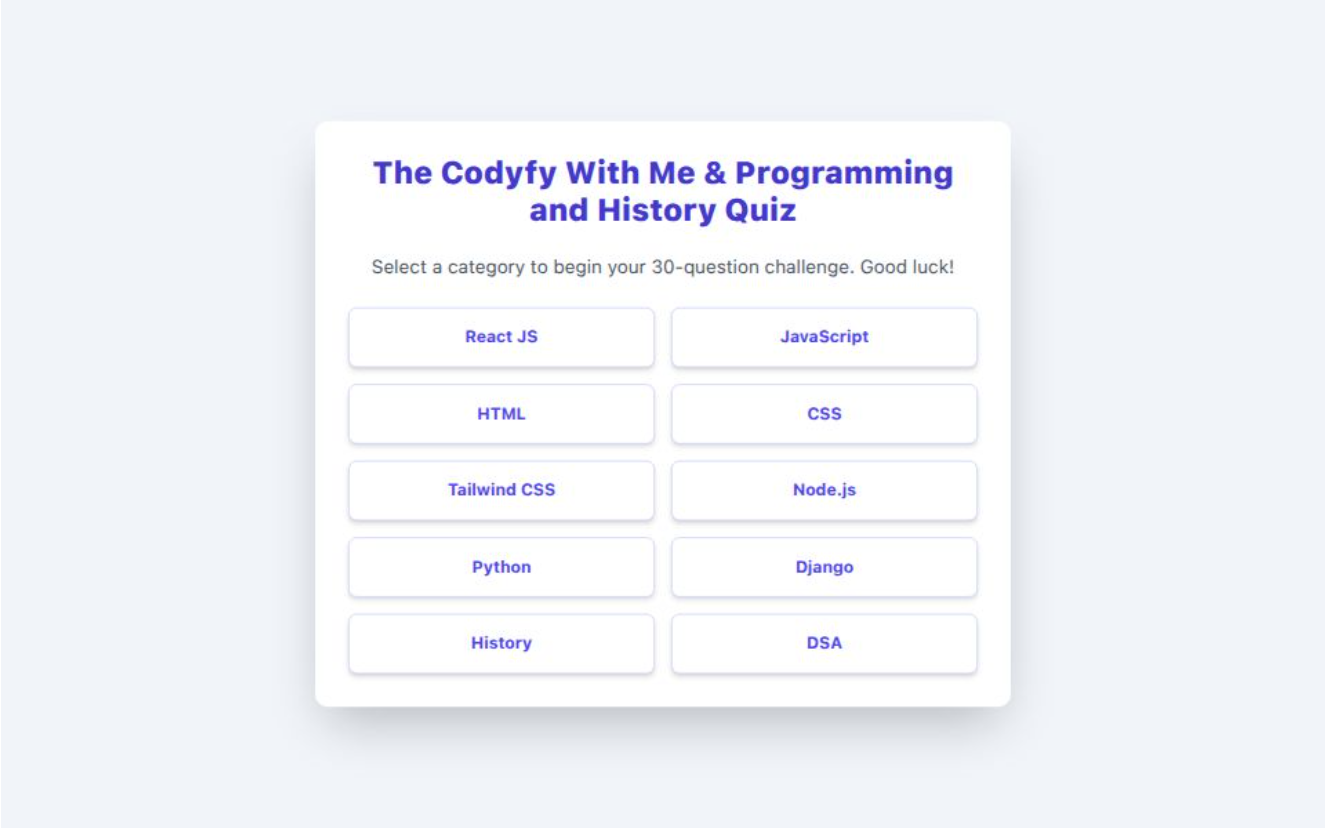 The Codyfy With Me & Programming
and History Quiz
Select a category to begin your 30-question challenge. Good luck!
React JS
JavaScript
HTML
CSS
Tailwind CSS
Node.js
Python
Django
History
DSA